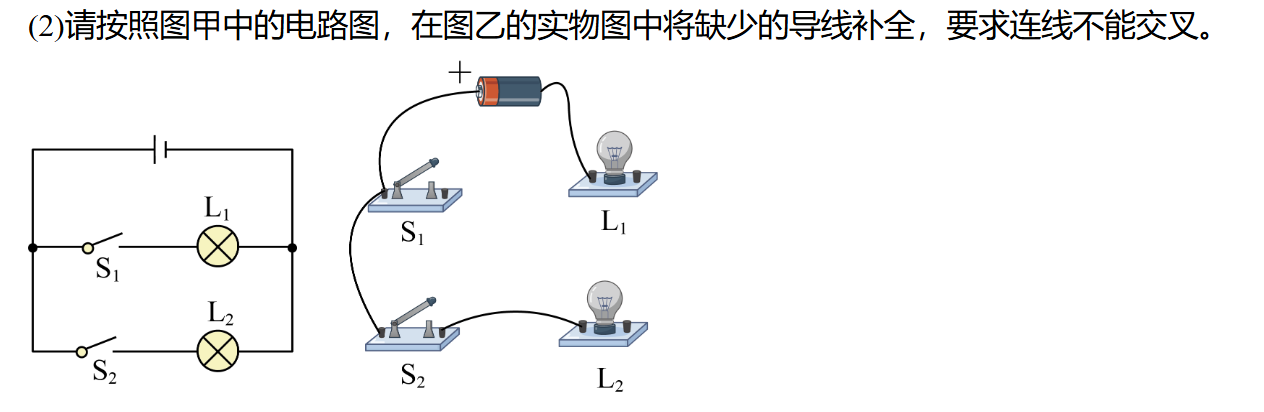 (2)请按照图甲中的电路图，在图乙的实物图中将缺少的导线补全，要求连线不能交叉。
+
L₁
S₁
L₂
S₂
S₁
L₁
S₂
L₂